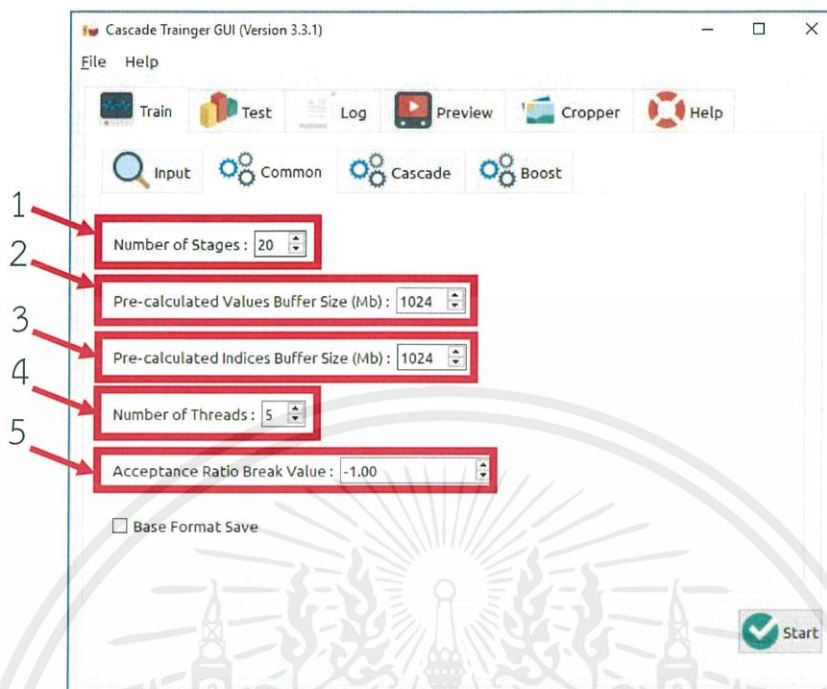 Cascade Trainger GUI (Version 3.3.1)
File Help
Train Test Log Preview Cropper Help
Input Common Cascade Boost
1
Number of Stages : 20
2
Pre-calculated Values Buffer Size (Mb) : 1024
3
Pre-calculated Indices Buffer Size (Mb) : 1024
4
Number of Threads : 5
5
Acceptance Ratio Break Value : -1.00
Base Format Save
Start